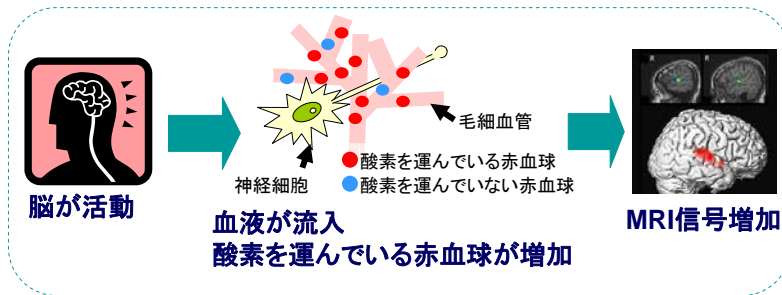 毛細血管
神経細胞
酸素を運んでいる赤血球
酸素を運んでいない赤血球
脳が活動
血液が流入
酸素を運んでいる赤血球が増加
R
R
MRI信号増加